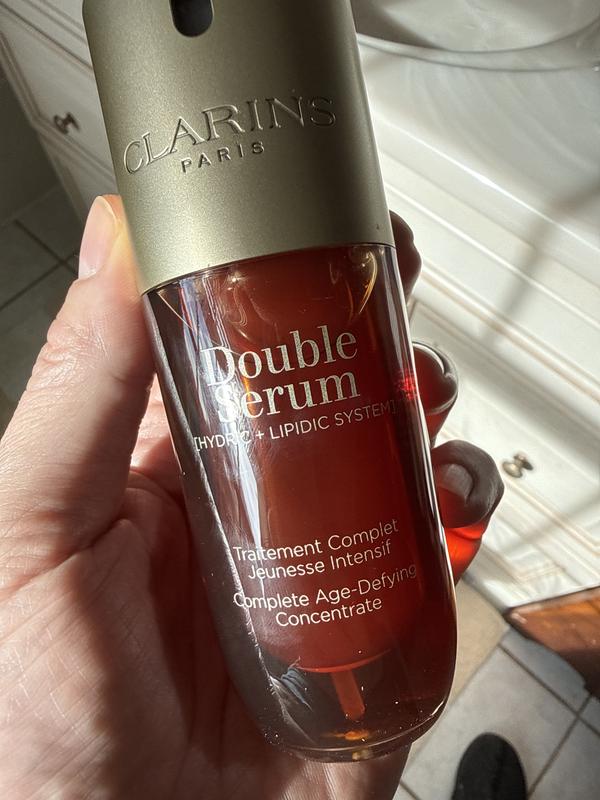 CLARINS
PARIS
Double
Serum
[HYDRIC + LIPIDIC SYSTEM]
Traitement Complet
Jeunesse Intensif
Complete Age-Defying
Concentrate